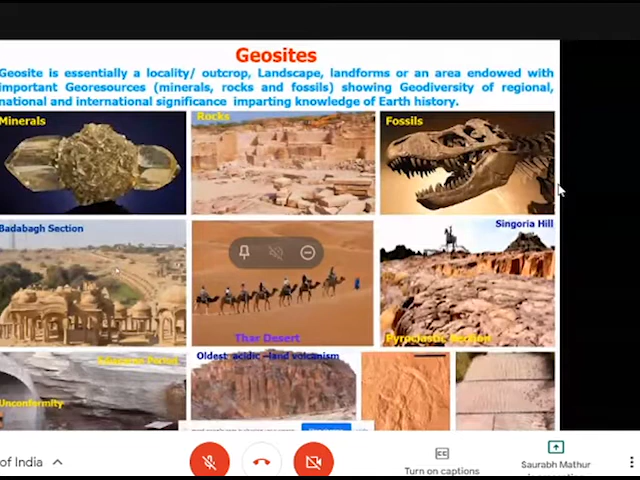 Geosites
Geosite is essentially a locality/ outcrop, Landscape, landforms or an area endowed with
important Georesources (minerals, rocks and fossils) showing Geodiversity of regional,
national and international significance imparting knowledge of Earth history.
Minerals
Rocks
Fossils
Badabagh Section
Singoria Hill
Thar Desert
Pyroclastic Section
Oldest acidic –land volcanism
Unconformity
of India
Turn on captions
Saurabh Mathur